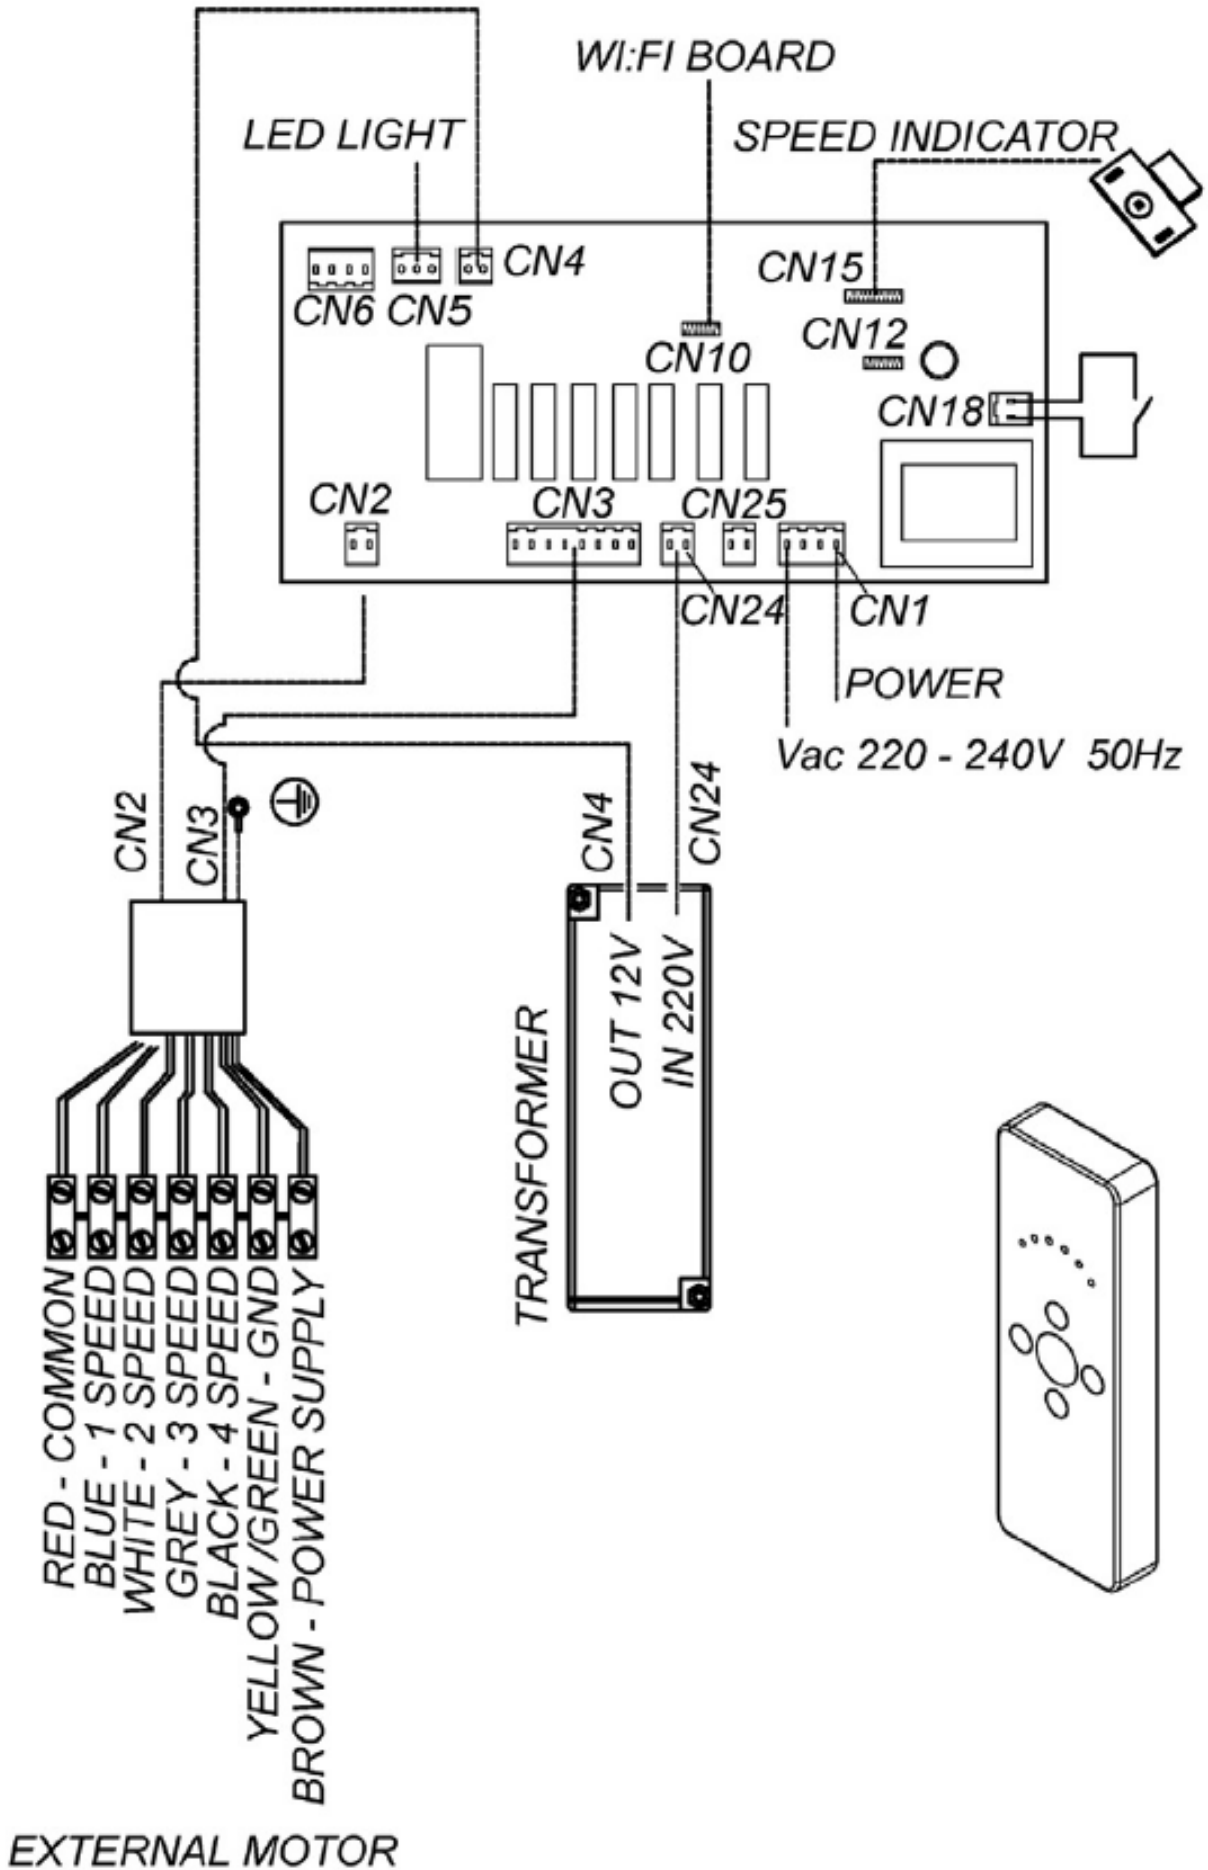 WI:FI BOARD
LED LIGHT
SPEED INDICATOR
CN4
CN15
CN6
CN5
CN12
CN10
CN18
CN2
CN3
CN25
CN24
CN1
POWER
Vac 220 - 240V 50Hz
CN2
CN3
CN4
CN24
OUT 12V
IN 220V
TRANSFORMER
RED - COMMON
BLUE - 1 SPEED
WHITE - 2 SPEED
GREY - 3 SPEED
BLACK - 4 SPEED
YELLOW/GREEN - GND
BROWN - POWER SUPPLY
EXTERNAL MOTOR